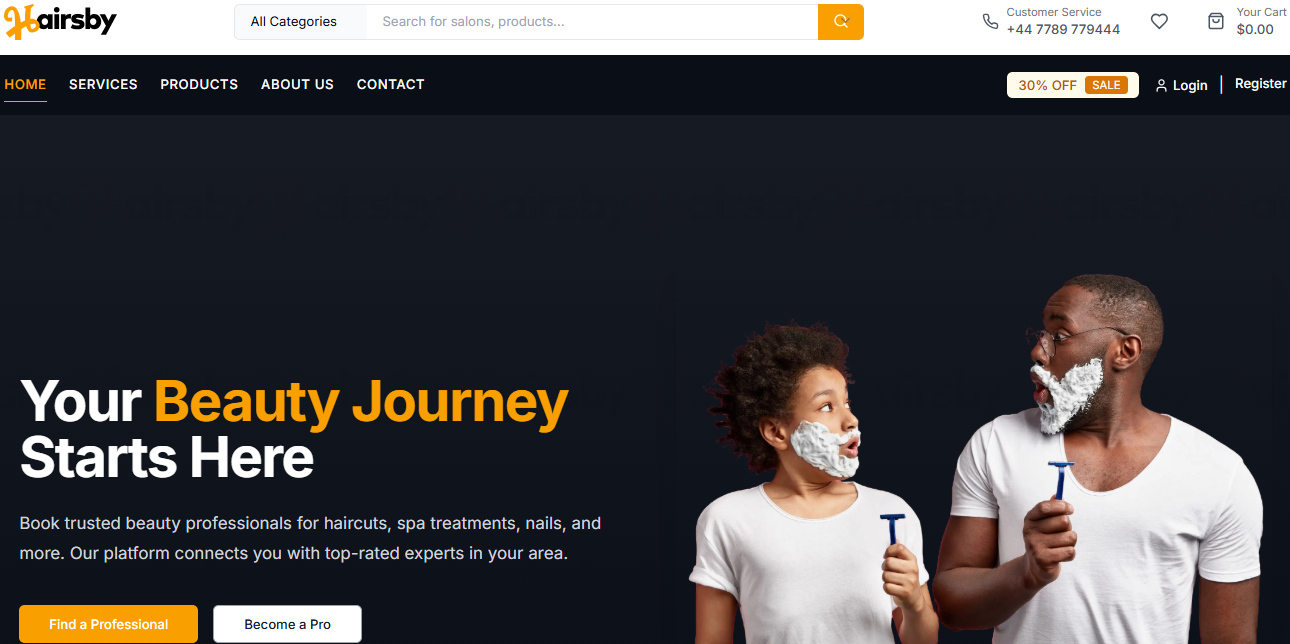 Hairsby
All Categories
Search for salons, products...
Customer Service
+44 7789 779444
Your Cart
$0.00
HOME
SERVICES
PRODUCTS
ABOUT US
CONTACT
30% OFF
SALE
Login
|
Register
Your Beauty Journey
Starts Here
Book trusted beauty professionals for haircuts, spa treatments, nails, and
more. Our platform connects you with top-rated experts in your area.
Find a Professional
Become a Pro